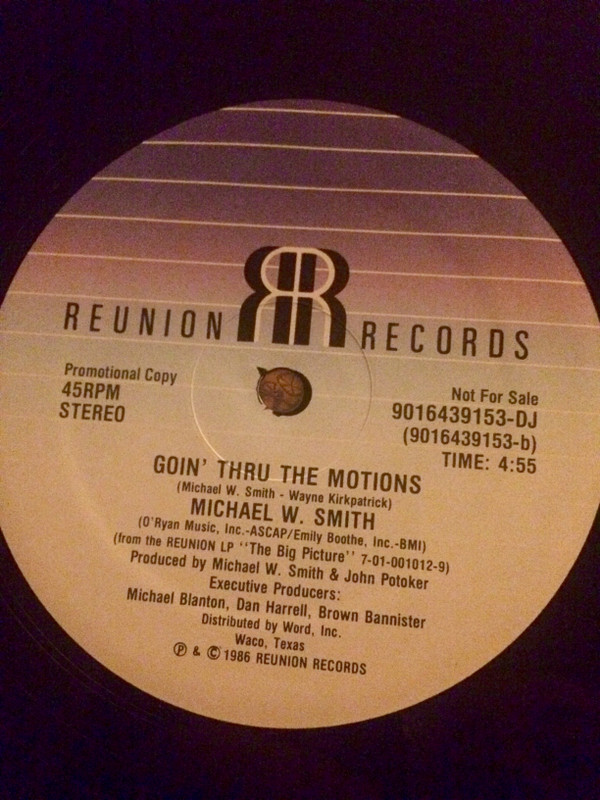 REUNION RECORDS
Promotional Copy
45RPM
STEREO
Not For Sale
9016439153-DJ
(9016439153-b)
TIME: 4:55
GOIN' THRU THE MOTIONS
(Michael W. Smith - Wayne Kirkpatrick)
MICHAEL W. SMITH
(O'Ryan Music, Inc.-ASCAP/Emily Boothe, Inc.-BMI)
(from the REUNION LP "The Big Picture" 7-01-001012-9)
Produced by Michael W. Smith & John Potoker
Executive Producers:
Michael Blanton, Dan Harrell, Brown Bannister
Distributed by Word, Inc.
Waco, Texas
℗ & © 1986 REUNION RECORDS